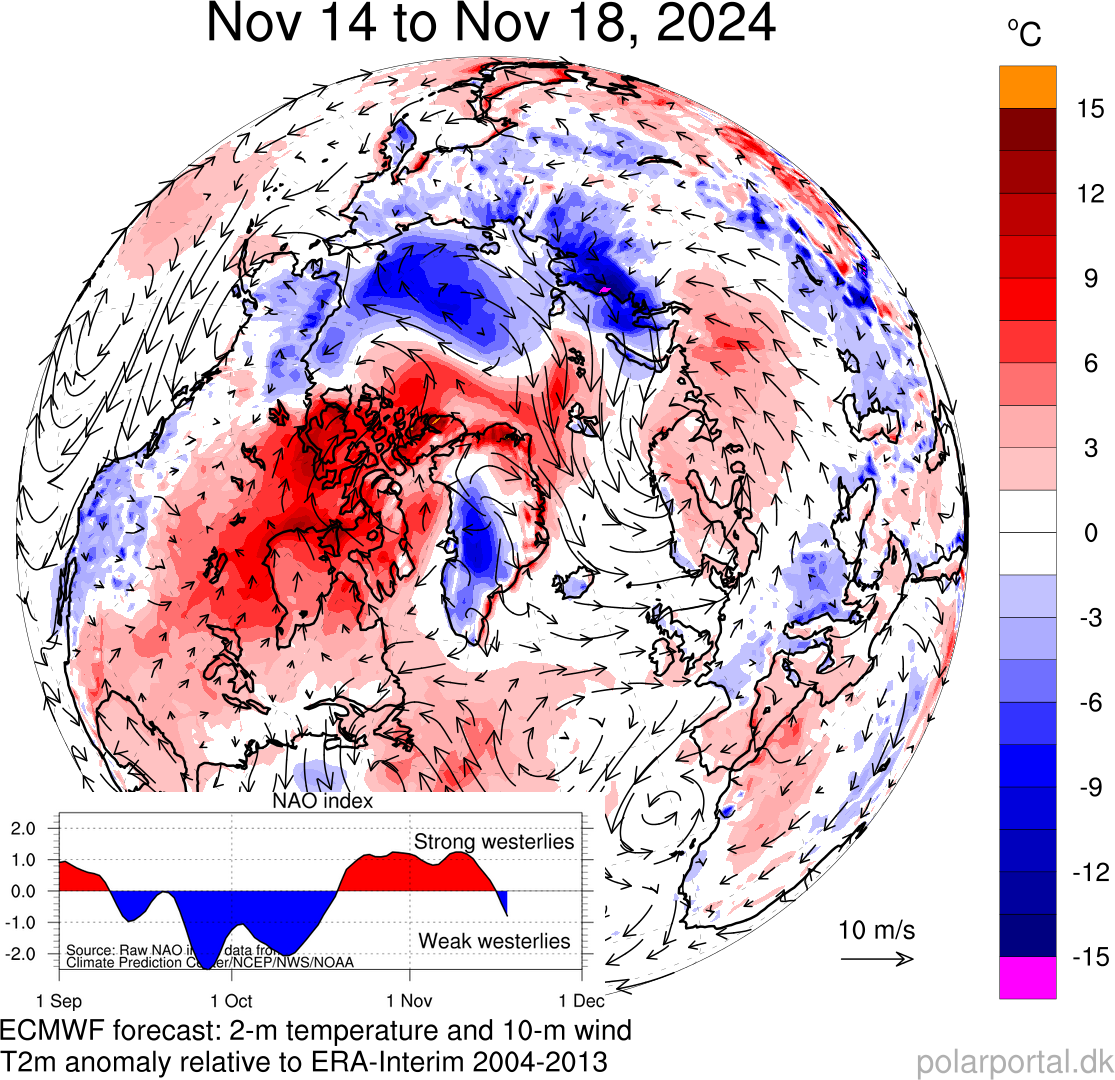 Nov 14 to Nov 18, 2024
°C
15
12
9
6
3
0
-3
-6
-9
-12
-15
10 m/s
NAO index
2.0
1.0
0.0
-1.0
-2.0
Strong westerlies
Weak westerlies
Source: Raw NAO data from
Climate Prediction Center/NCEP/NWS/NOAA
1 Sep 1 Oct 1 Nov 1 Dec
ECMWF forecast: 2-m temperature and 10-m wind
T2m anomaly relative to ERA-Interim 2004-2013
polarportal.dk